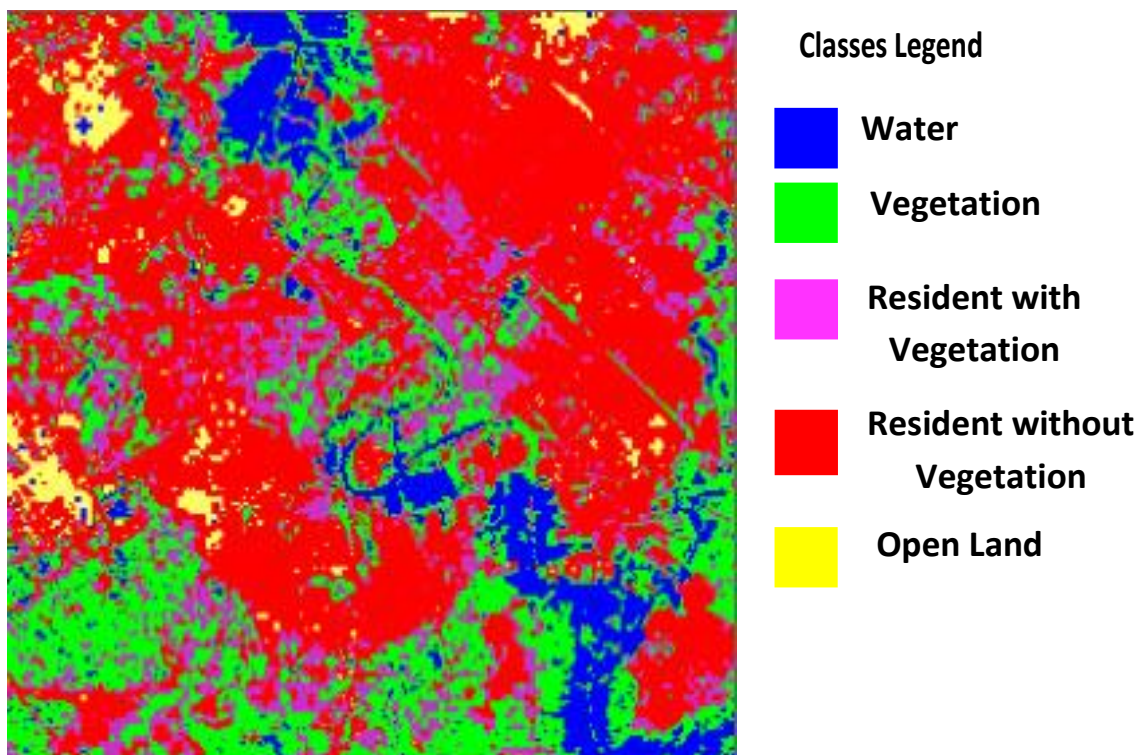 Classes Legend
Water
Vegetation
Resident with
Vegetation
Resident without
Vegetation
Open Land